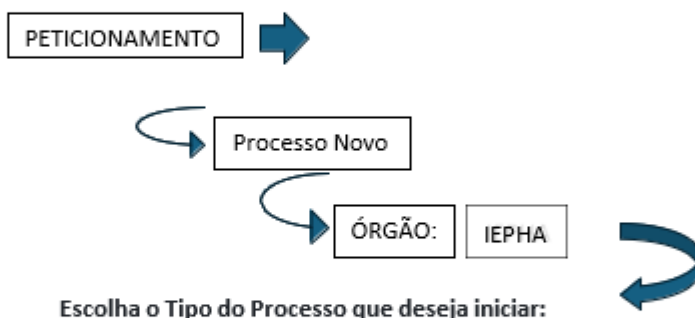 PETICIONAMENTO
Processo Novo
ÓRGÃO: IEPHA
Escolha o Tipo do Processo que deseja iniciar: